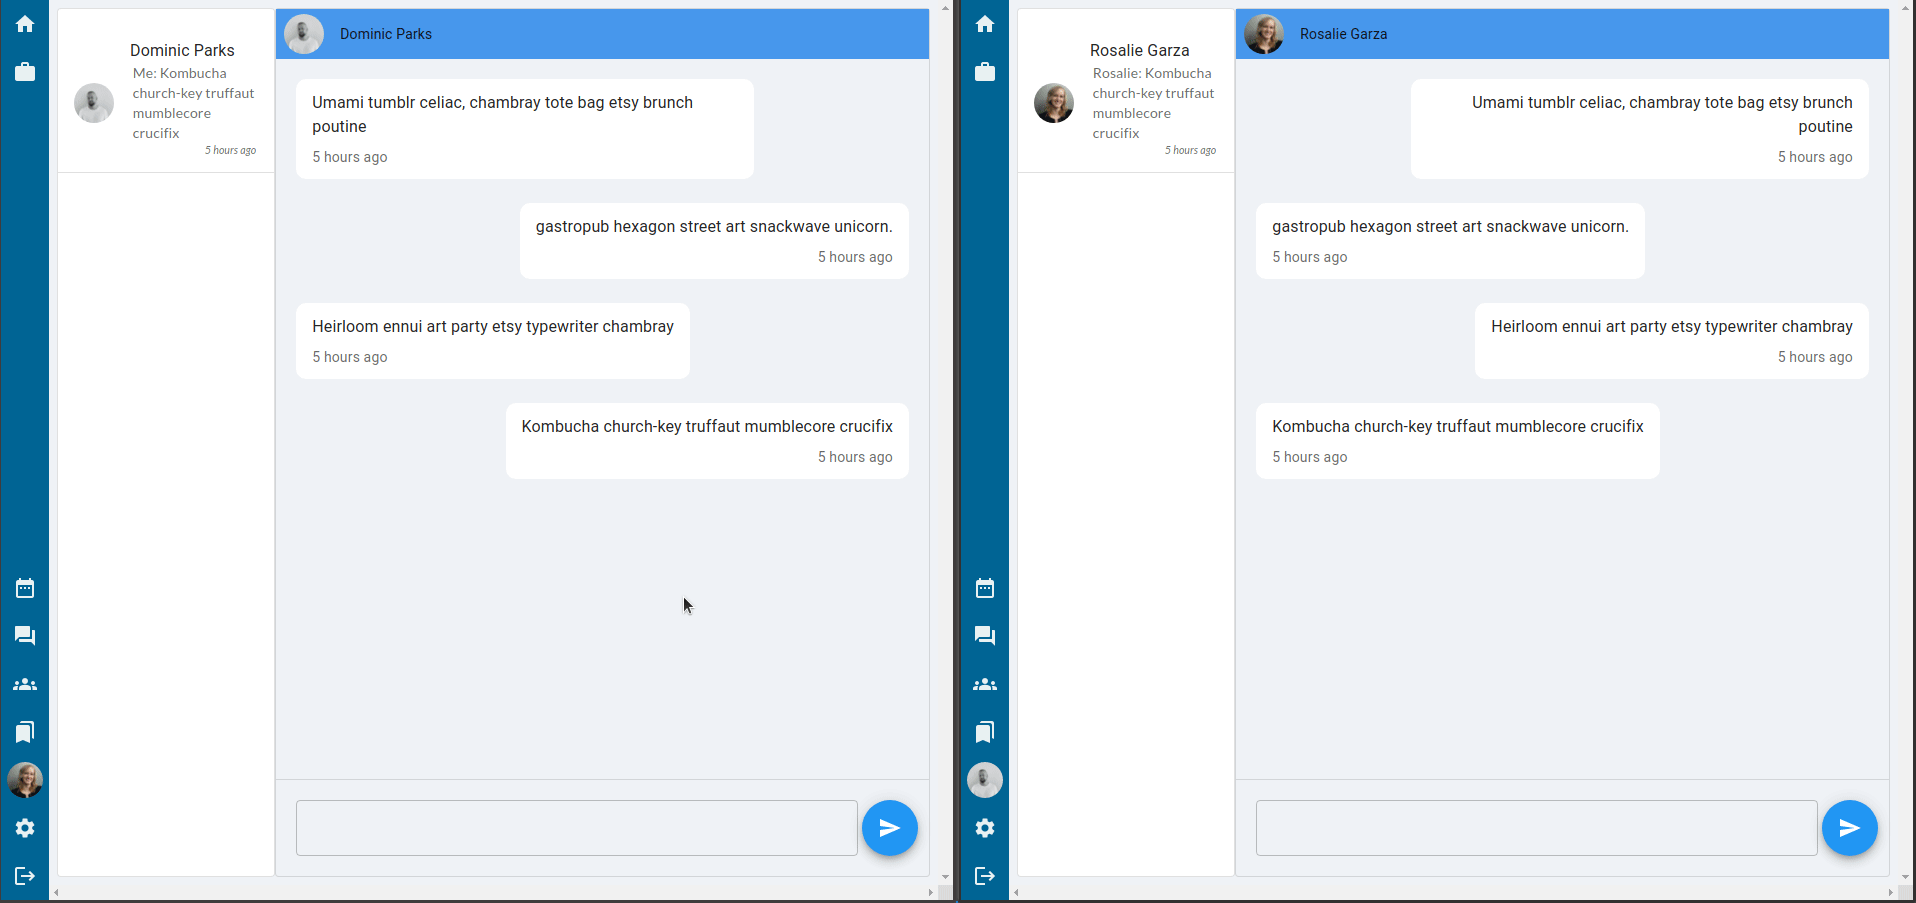 Dominic Parks
Me: Kombucha
church-key truffaut
mumblecore
crucifix
5 hours ago
Dominic Parks
Umami tumblr celiac, chambray tote bag etsy brunch
poutine
5 hours ago
gastropub hexagon street art snackwave unicorn.
5 hours ago
Heirloom ennui art party etsy typewriter chambray
5 hours ago
Kombucha church-key truffaut mumblecore crucifix
5 hours ago
Rosalie Garza
Rosalie: Kombucha
church-key truffaut
mumblecore
crucifix
5 hours ago
Rosalie Garza
Umami tumblr celiac, chambray tote bag etsy brunch
poutine
5 hours ago
gastropub hexagon street art snackwave unicorn.
5 hours ago
Heirloom ennui art party etsy typewriter chambray
5 hours ago
Kombucha church-key truffaut mumblecore crucifix
5 hours ago